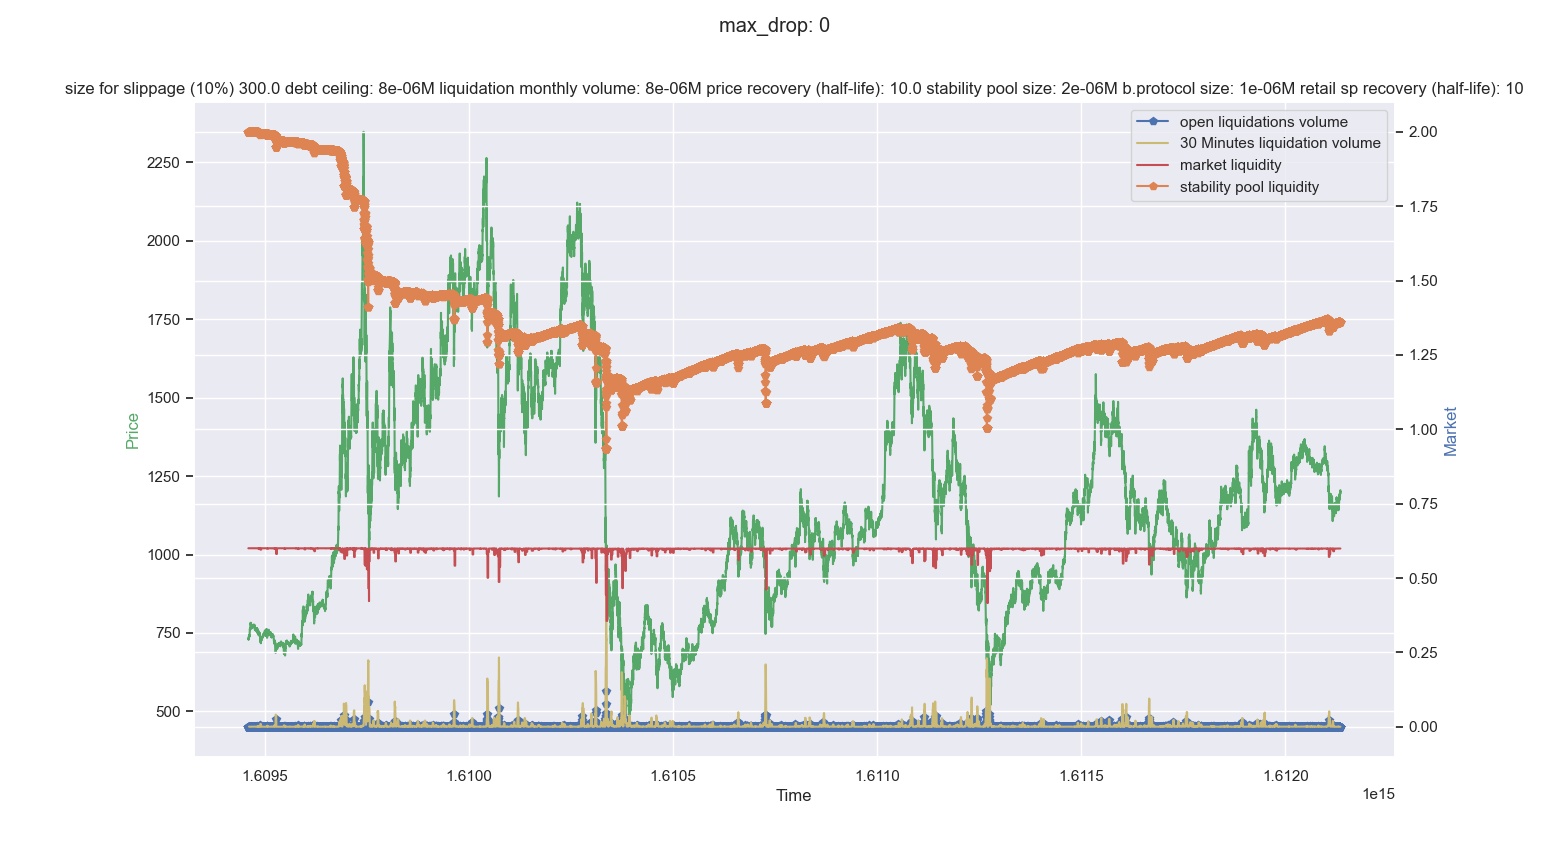 max_drop: 0
size for slippage (10%) 300.0 debt ceiling: 8e-06M liquidation monthly volume: 8e-06M price recovery (half-life): 10.0 stability pool size: 2e-06M b.protocol size: 1e-06M retail sp recovery (half-life): 10
open liquidations volume
30 Minutes liquidation volume
market liquidity
stability pool liquidity
2250
2000
1750
1500
1250
1000
750
500
Price
2.00
1.75
1.50
1.25
1.00
0.75
0.50
0.25
0.00
Market
1.6095 1.6100 1.6105 1.6110 1.6115 1.6120
Time
1e15